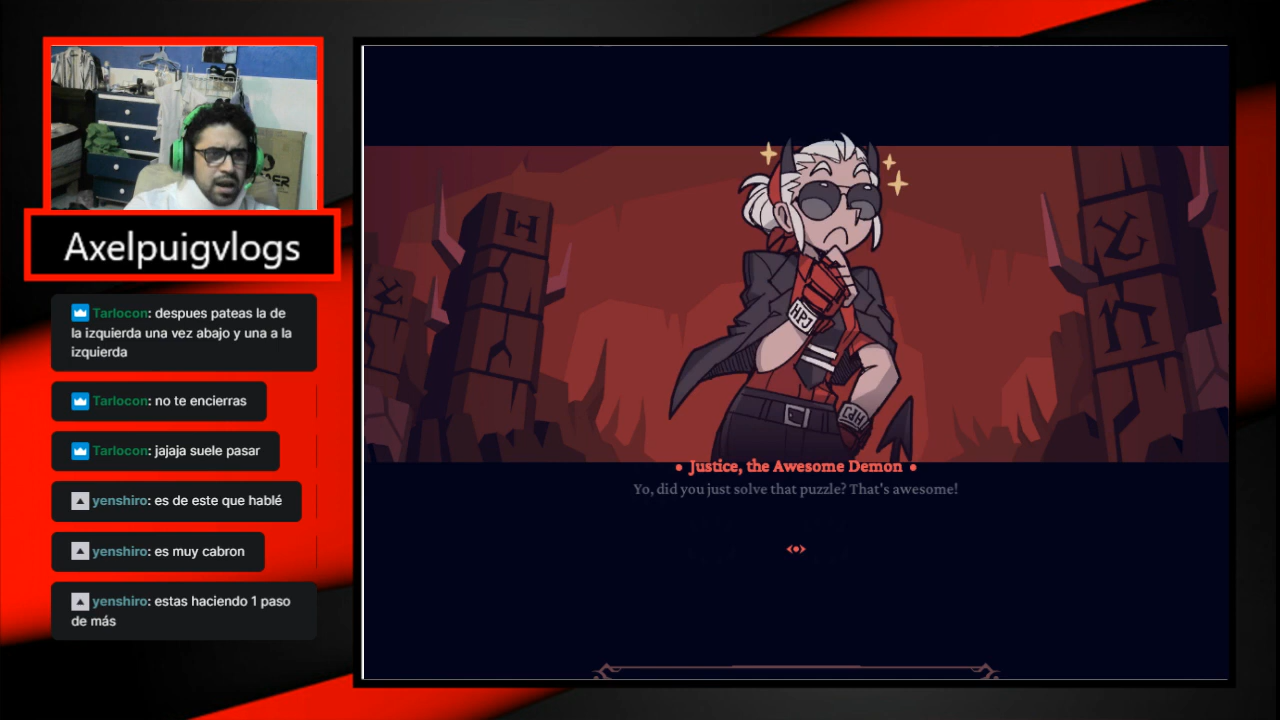 Axelpuigvlogs
Tarlocon: despues pateas la de
la izquierda una vez abajo y una a la
izquierda
Tarlocon: no te encierras
Tarlocon: jajaja suele pasar
yenshiro: es de este que hablé
yenshiro: es muy cabron
yenshiro: estas haciendo 1 paso
de más
HPJ
HPJ
• Justice, the Awesome Demon •
Yo, did you just solve that puzzle? That's awesome!